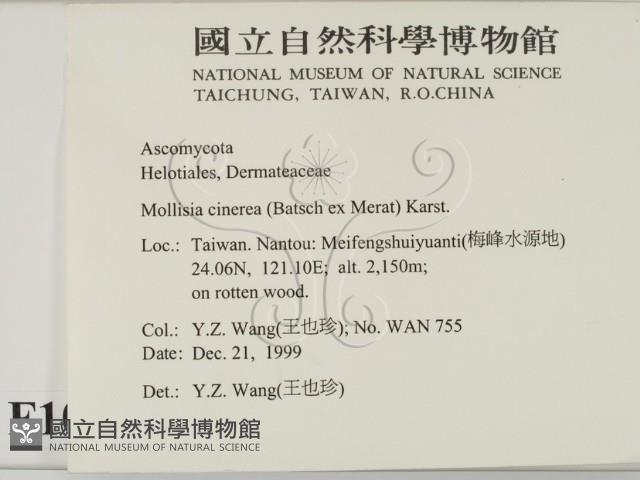 國立自然科學博物館
NATIONAL MUSEUM OF NATURAL SCIENCE
TAICHUNG, TAIWAN, R.O.CHINA
Ascomycota
Helotiales, Dermateaceae
Mollisia cinerea (Batsch ex Merat) Karst.
Loc.: Taiwan. Nantou: Meifengshuiyuanti(梅峰水源地)
24.06N, 121.10E; alt. 2,150m;
on rotten wood.
Col.: Y.Z. Wang(王也珍); No. WAN 755
Date: Dec. 21, 1999
Det.: Y.Z. Wang(王也珍)
國立自然科學博物館
NATIONAL MUSEUM OF NATURAL SCIENCE